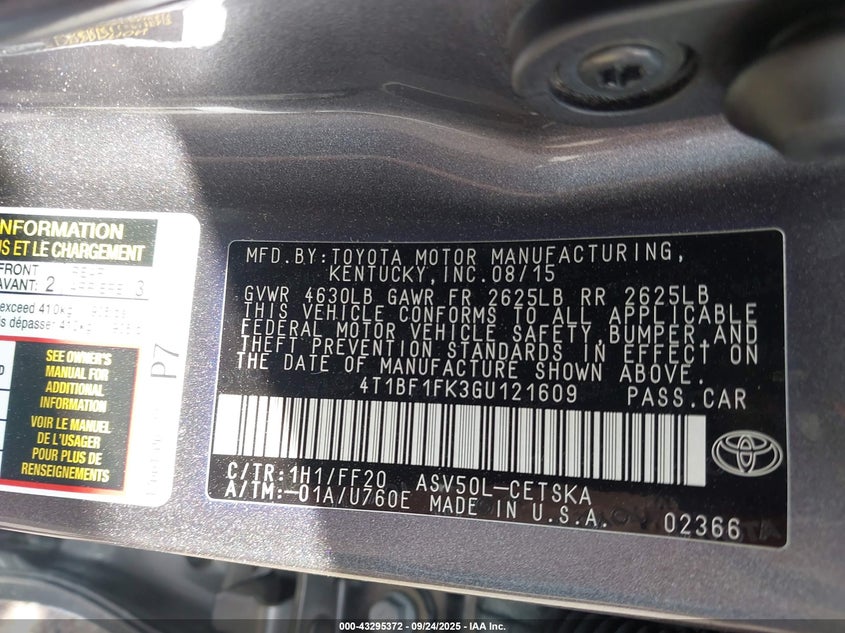 NFORMATION
S ET LE CHARGEMENT
FRONT
AVANT: 2 3
exceed 410kg
is dépasser 410kg
P7
SEE OWNER'S
MANUAL FOR
ADDITIONAL
INFORMATION
VOIR LE MANUEL
DE L'USAGER
POUR PLUS DE
RENSEIGNEMENTS
MFD.BY:TOYOTA MOTOR MANUFACTURING,
KENTUCKY,INC.08/15
GVWR 4630LB GAWR FR 2625LB RR 2625LB
THIS VEHICLE CONFORMS TO ALL APPLICABLE
FEDERAL MOTOR VEHICLE SAFETY,BUMPER,AND
THEFT PREVENTION STANDARDS IN EFFECT ON
THE DATE OF MANUFACTURE SHOWN ABOVE.
4T1BF1FK3GU121609 PASS.CAR
C/TR:1H1/FF20 ASV50L-CETSKA
A/TM:-01A/U760E MADE IN U.S.A. 02366
000-43295372 - 09/24/2025 - IAA Inc.